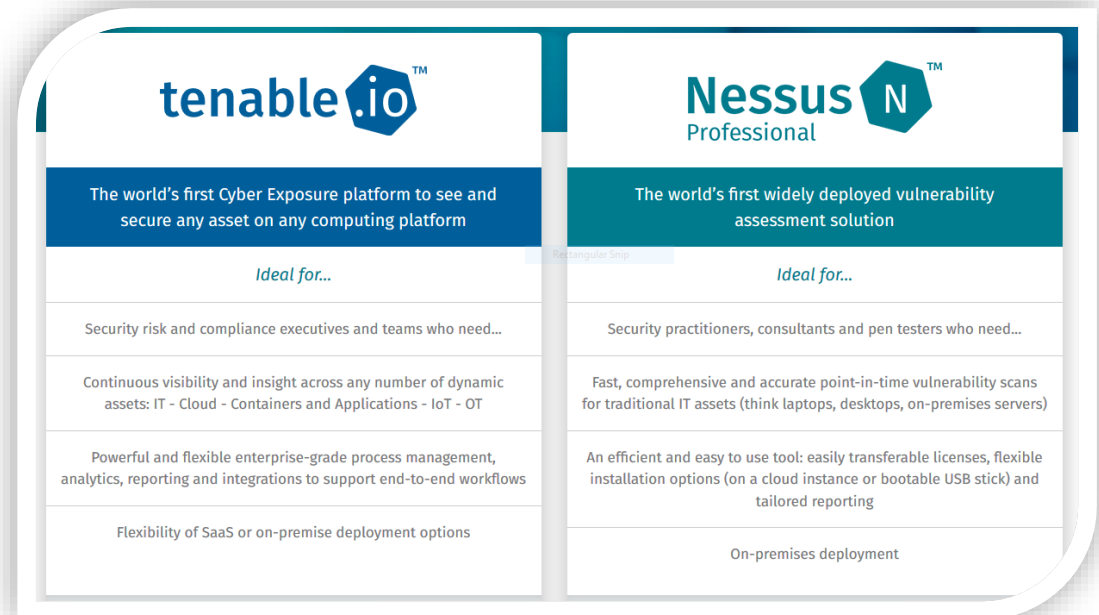 tenable .io ™
The world's first Cyber Exposure platform to see and
secure any asset on any computing platform
Ideal for...
Security risk and compliance executives and teams who need...
Continuous visibility and insight across any number of dynamic
assets: IT - Cloud - Containers and Applications - IoT - OT
Powerful and flexible enterprise-grade process management,
analytics, reporting and integrations to support end-to-end workflows
Flexibility of SaaS or on-premise deployment options
Nessus N ™
Professional
The world's first widely deployed vulnerability
assessment solution
Rectangular Snip
Ideal for...
Security practitioners, consultants and pen testers who need...
Fast, comprehensive and accurate point-in-time vulnerability scans
for traditional IT assets (think laptops, desktops, on-premises servers)
An efficient and easy to use tool: easily transferable licenses, flexible
installation options (on a cloud instance or bootable USB stick) and
tailored reporting
On-premises deployment